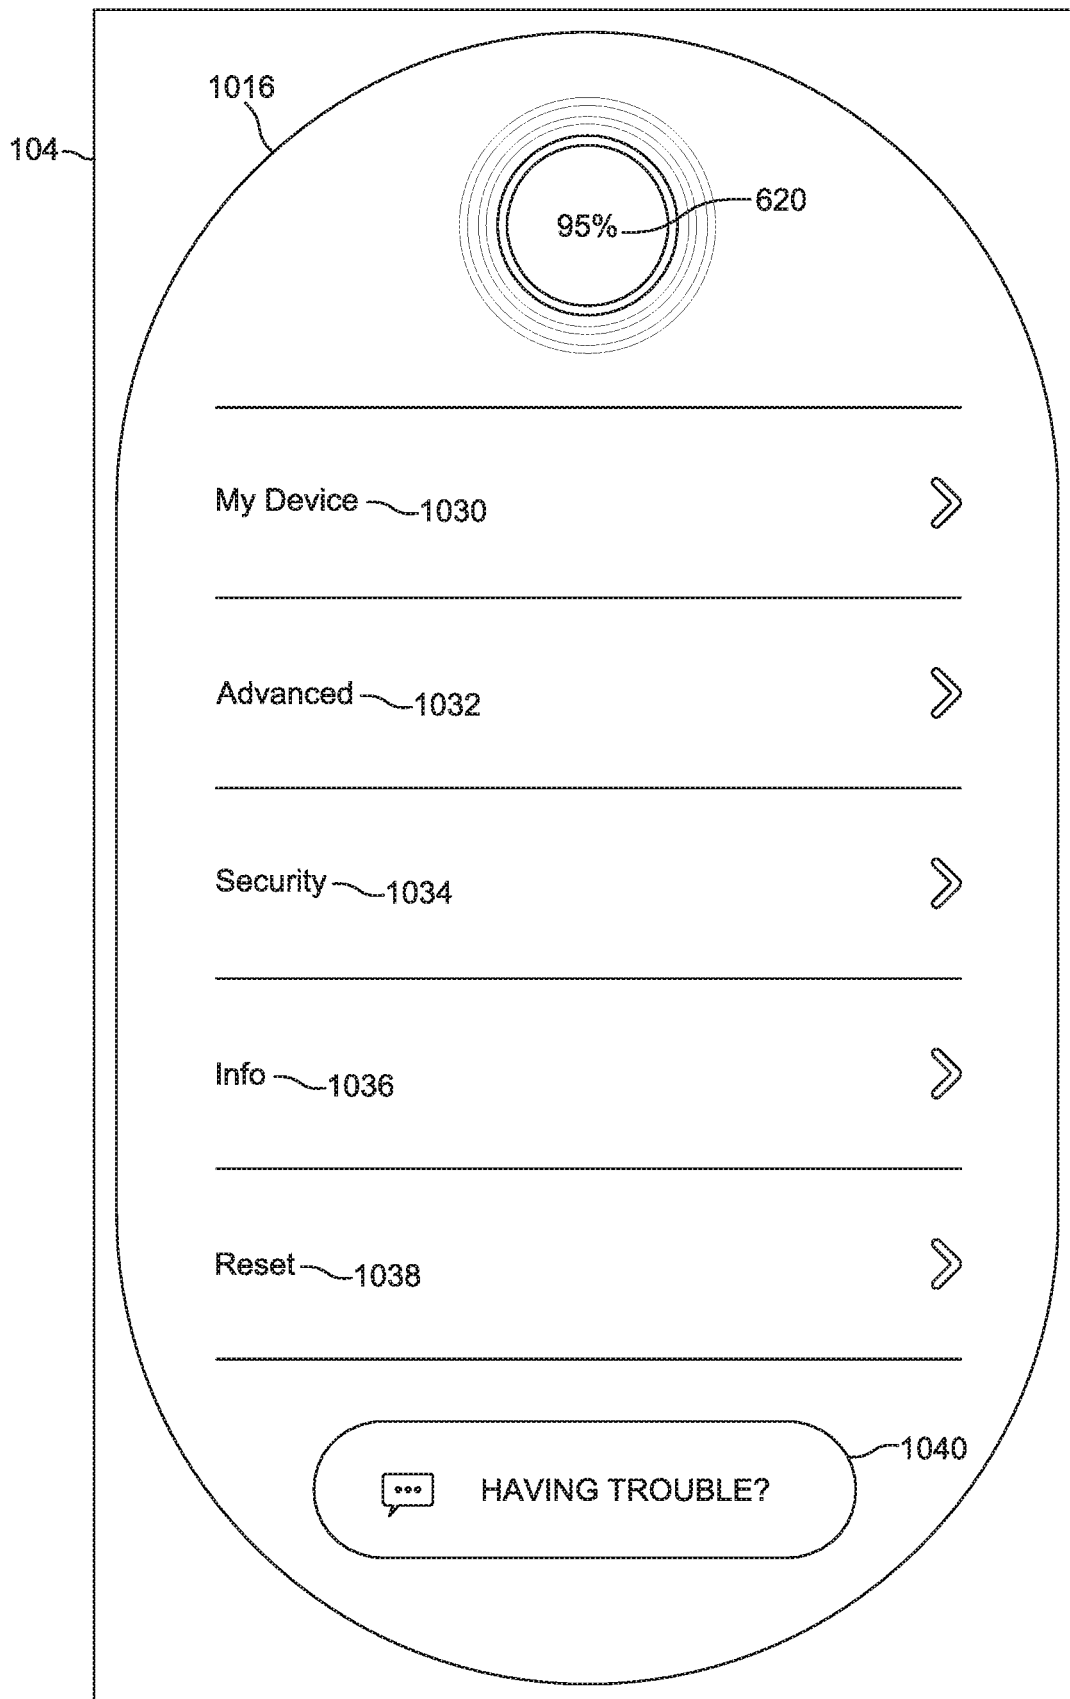 1016
104
620
95%
My Device 1030
Advanced 1032
Security 1034
Info 1036
Reset 1038
1040
HAVING TROUBLE?